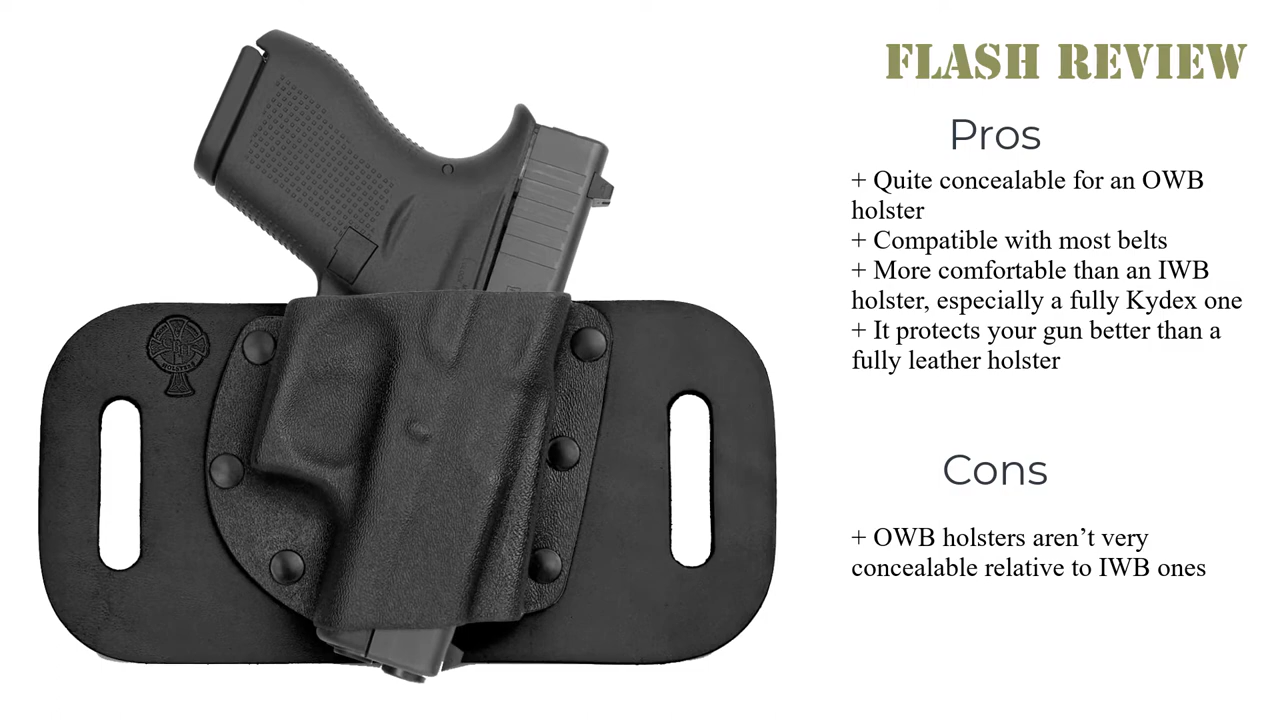 FLASH REVIEW
Pros
+ Quite concealable for an OWB
holster
+ Compatible with most belts
+ More comfortable than an IWB
holster, especially a fully Kydex one
+ It protects your gun better than a
fully leather holster
Cons
+ OWB holsters aren’t very
concealable relative to IWB ones
HOLSTERS